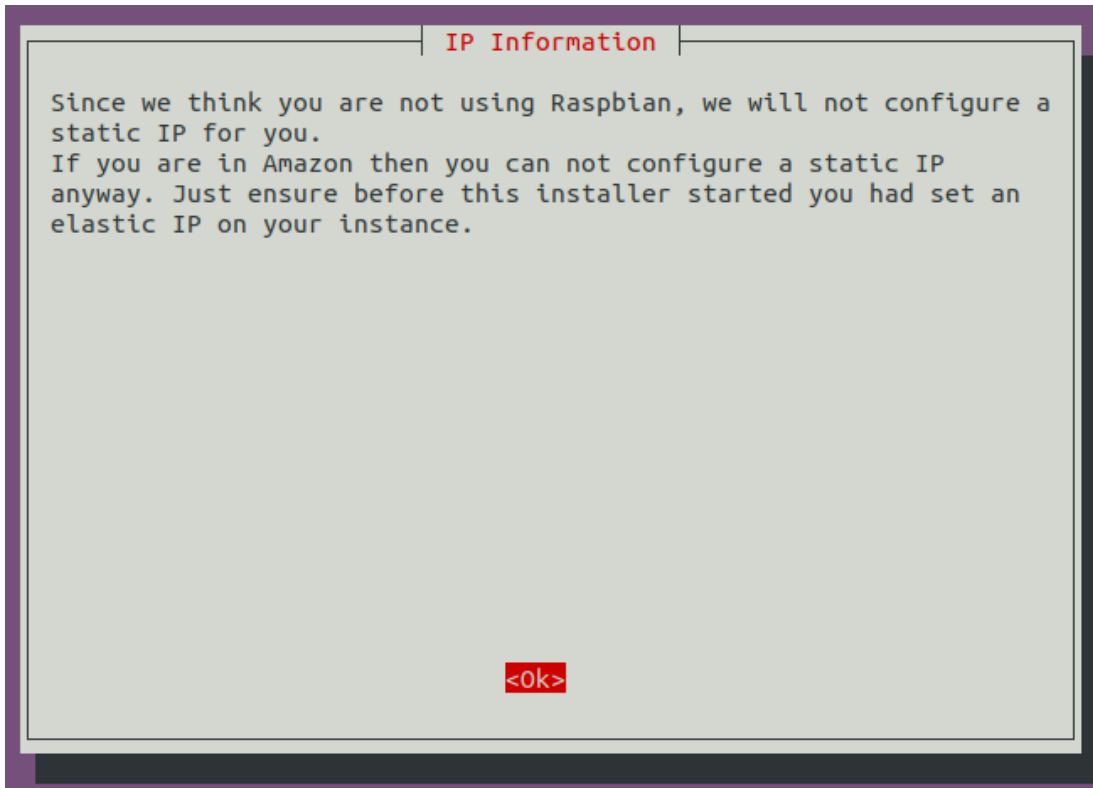 IP Information
Since we think you are not using Raspbian, we will not configure a
static IP for you.
If you are in Amazon then you can not configure a static IP
anyway. Just ensure before this installer started you had set an
elastic IP on your instance.
<Ok>